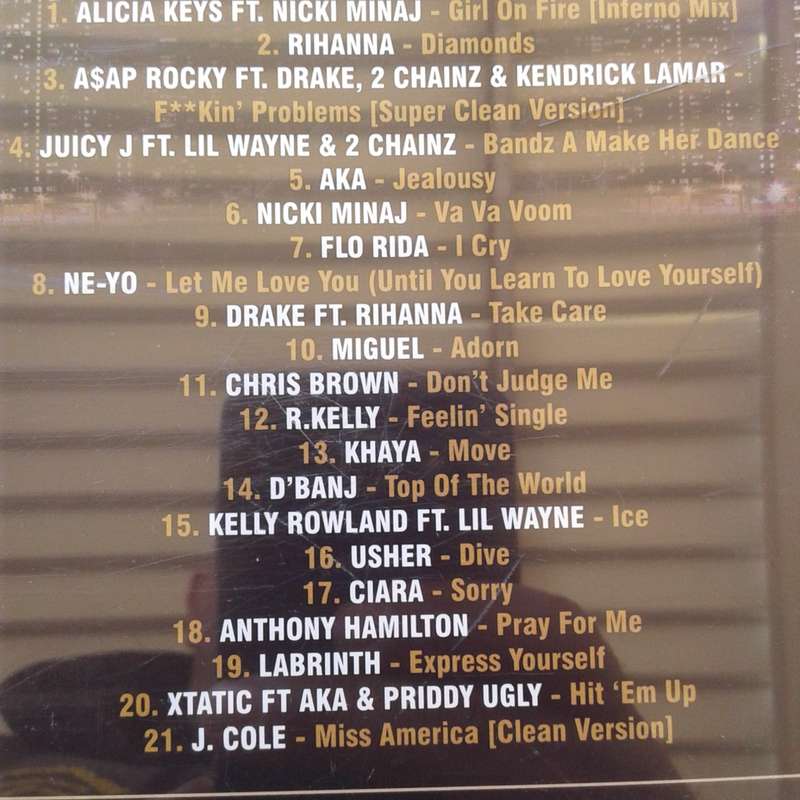 1. ALICIA KEYS FT. NICKI MINAJ - Girl On Fire [Inferno Mix]
2. RIHANNA - Diamonds
3. A$AP ROCKY FT. DRAKE, 2 CHAINZ & KENDRICK LAMAR -
F**Kin' Problems [Super Clean Version]
4. JUICY J FT. LIL WAYNE & 2 CHAINZ - Bandz A Make Her Dance
5. AKA - Jealousy
6. NICKI MINAJ - Va Va Voom
7. FLO RIDA - I Cry
8. NE-YO - Let Me Love You (Until You Learn To Love Yourself)
9. DRAKE FT. RIHANNA - Take Care
10. MIGUEL - Adorn
11. CHRIS BROWN - Don't Judge Me
12. R.KELLY - Feelin' Single
13. KHAYA - Move
14. D'BANJ - Top Of The World
15. KELLY ROWLAND FT. LIL WAYNE - Ice
16. USHER - Dive
17. CIARA - Sorry
18. ANTHONY HAMILTON - Pray For Me
19. LABRINTH - Express Yourself
20. XTATIC FT AKA & PRIDDY UGLY - Hit 'Em Up
21. J. COLE - Miss America [Clean Version]